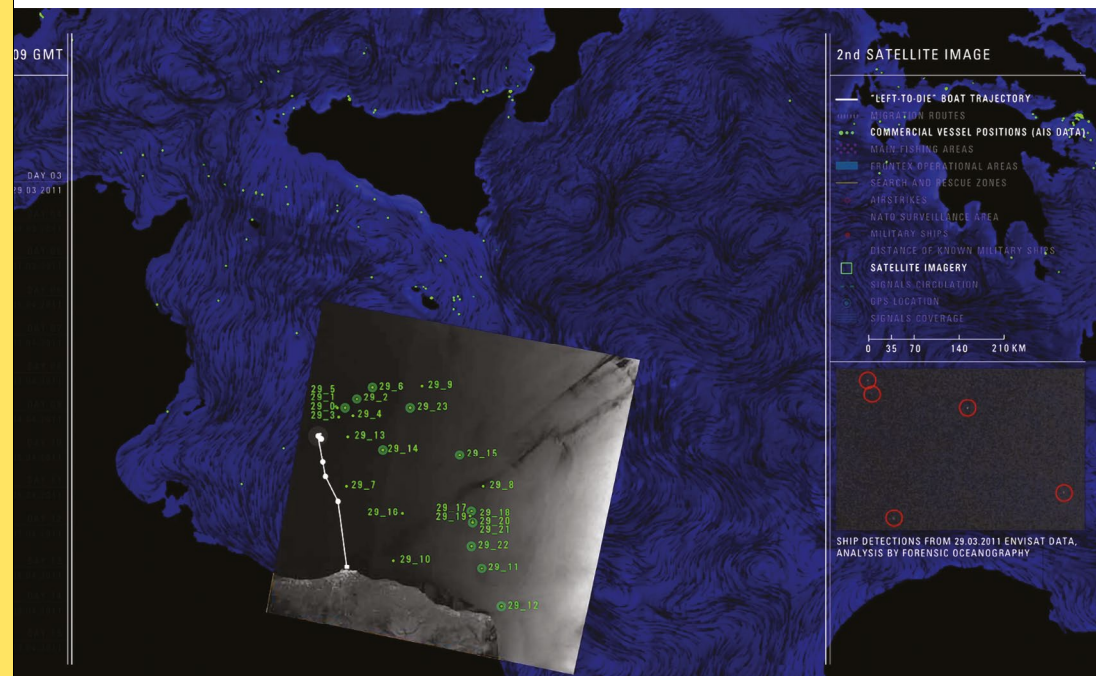 09 GMT
DAY 03
29.03.2011
29_5
29_1
29_0
29_3
29_6
29_2
29_4
29_9
29_23
29_13
29_14
29_15
29_7
29_8
29_16
29_17
29_18
29_19
29_20
29_21
29_22
29_10
29_11
29_12
2nd SATELLITE IMAGE
"LEFT-TO-DIE" BOAT TRAJECTORY
MIGRATION ROUTES
COMMERCIAL VESSEL POSITIONS (AIS DATA)
MAIN FISHING AREAS
FRONTEX OPERATIONAL AREAS
SEARCH AND RESCUE ZONES
AIRSTRIKES
NATO SURVEILLANCE AREA
MILITARY SHIPS
DISTANCE OF KNOWN MILITARY SHIPS
SATELLITE IMAGERY
SIGNALS CIRCULATION
GPS LOCATION
SIGNALS COVERAGE
0 35 70 140 210 KM
SHIP DETECTIONS FROM 29.03.2011 ENVISAT DATA,
ANALYSIS BY FORENSIC OCEANOGRAPHY